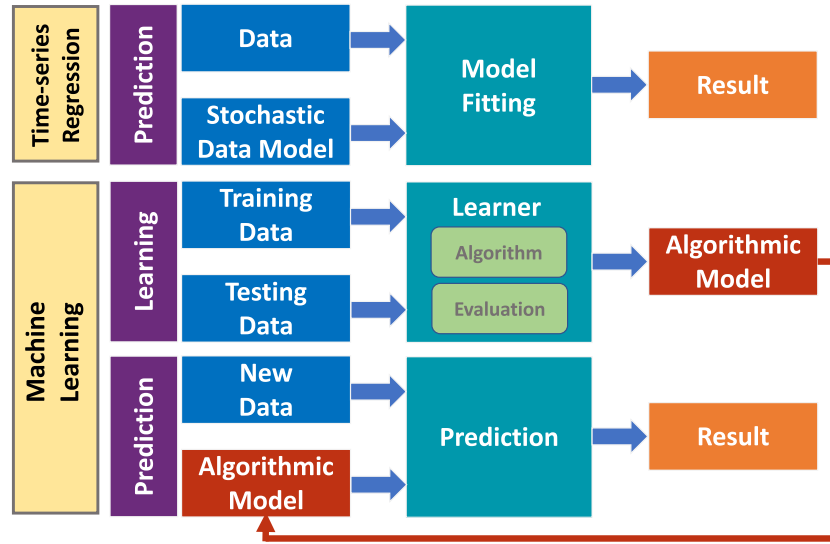 Time-series
Regression
Prediction
Data
Stochastic
Data Model
Model
Fitting
Result
Machine
Learning
Learning
Training
Data
Testing
Data
Learner
Algorithm
Evaluation
Algorithmic
Model
Prediction
New
Data
Algorithmic
Model
Prediction
Result